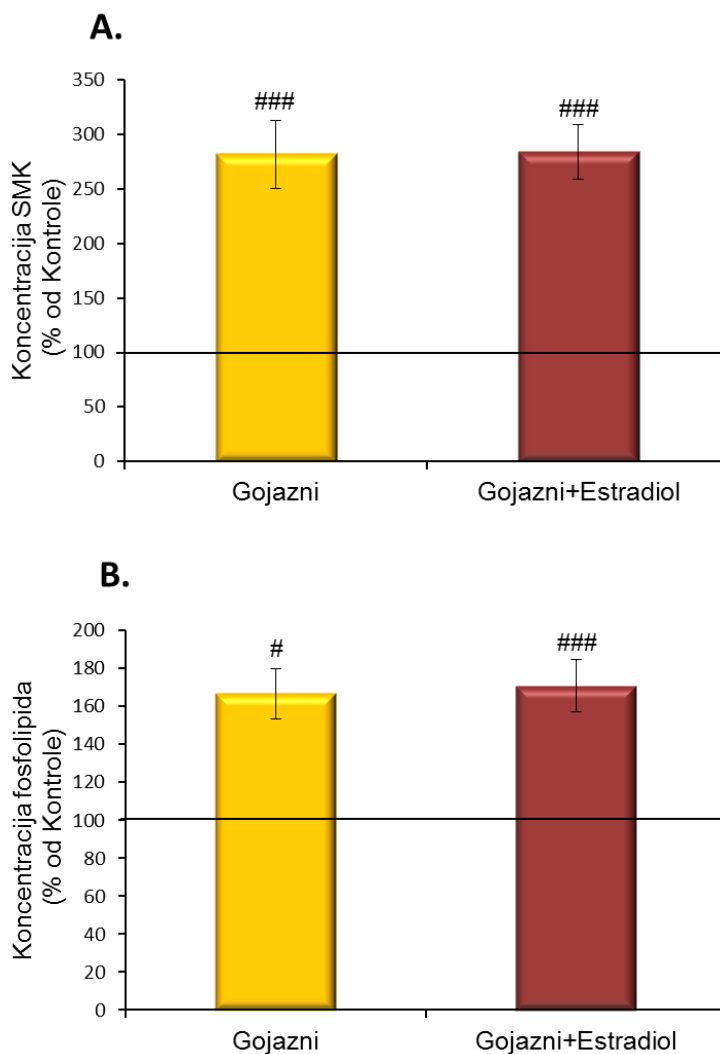 A.
Koncentracija SMK
(% od Kontrole)
350
300
250
200
150
100
50
0
###
###
Gojazni
Gojazni+Estradiol
B.
Koncentracija fosfolipida
(% od Kontrole)
200
180
160
140
120
100
80
60
40
20
0
#
###
Gojazni
Gojazni+Estradiol